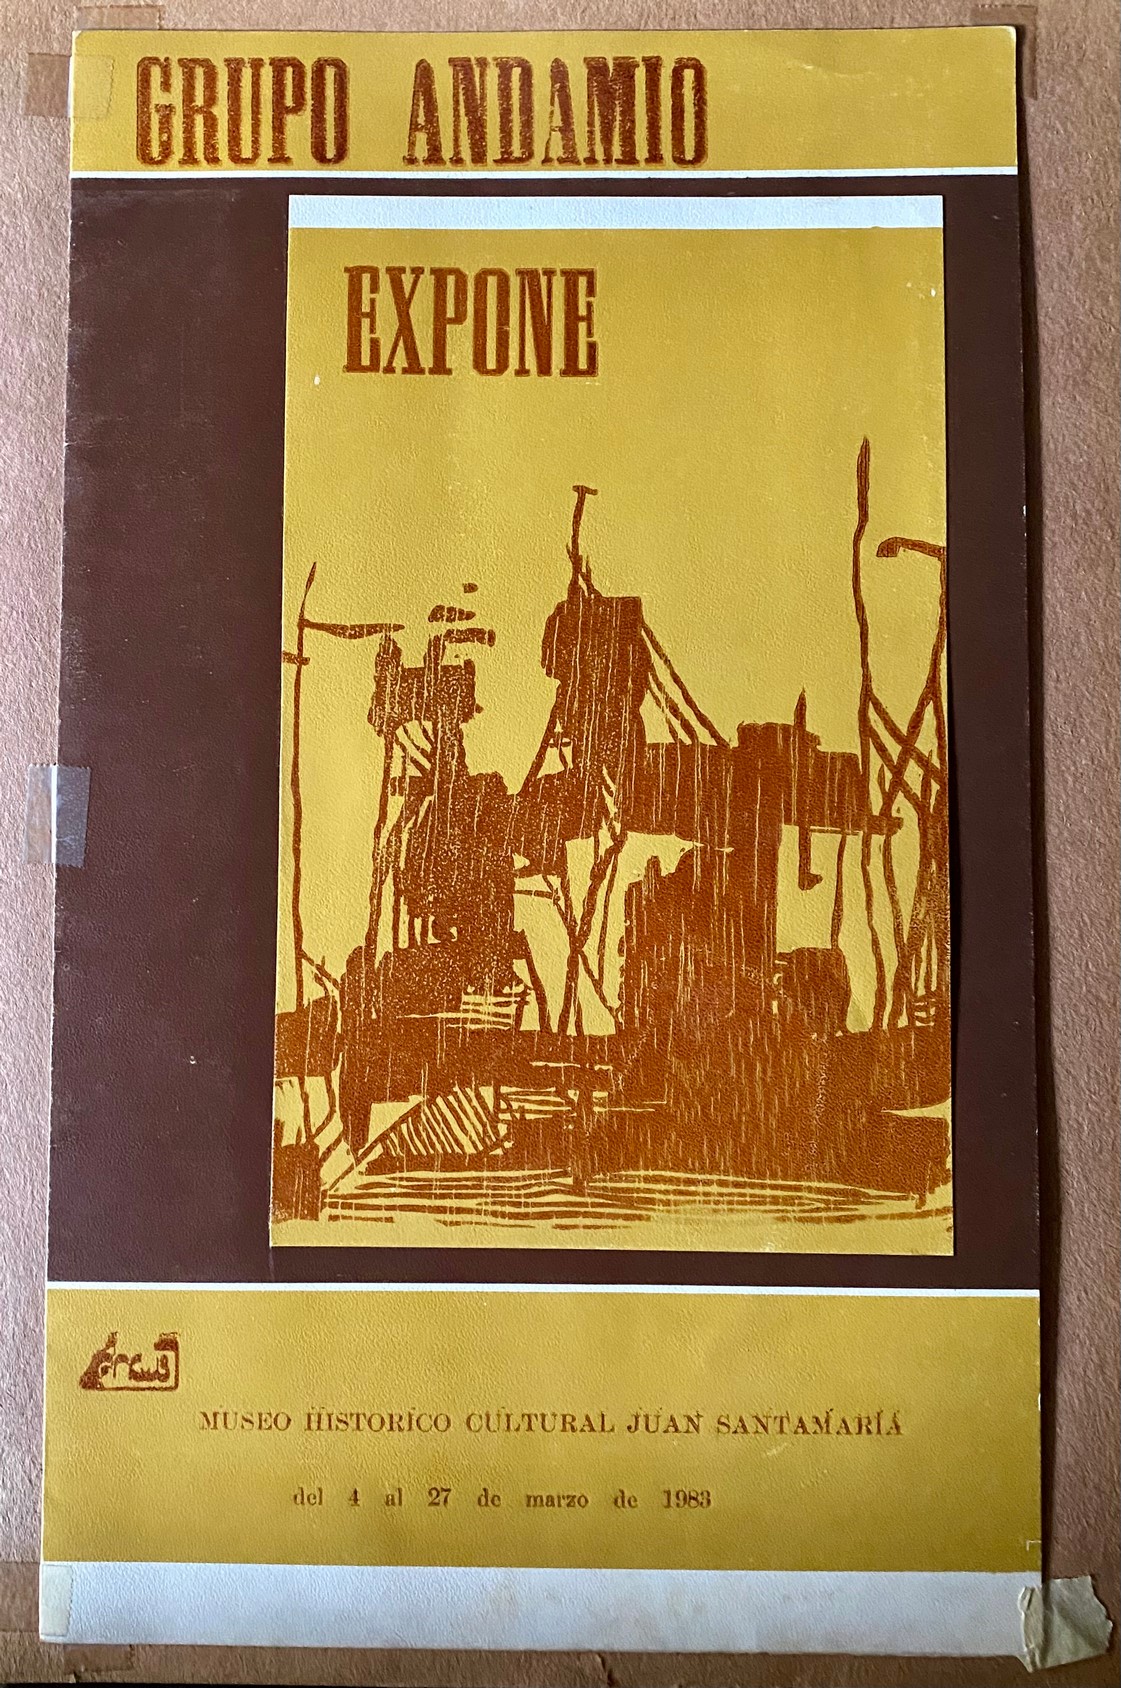 GRUPO ANDAMIO
EXPONE
MUSEO HISTORICO CULTURAL JUAN SANTAMARÍA
del 4 al 27 de marzo de 1983